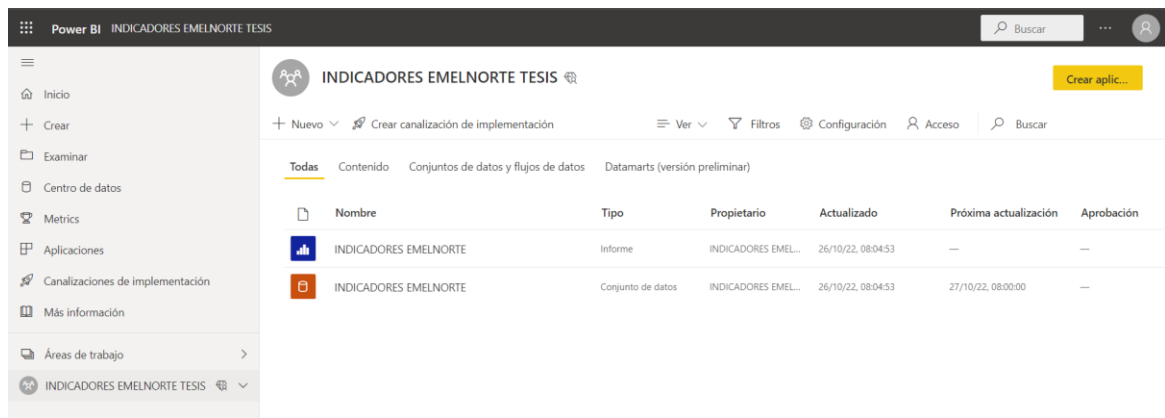 Power BI INDICADORES EMELNORTE TESIS
Buscar
Inicio
Crear
Examinar
Centro de datos
Metrics
Aplicaciones
Canalizaciones de implementación
Más información
Áreas de trabajo
INDICADORES EMELNORTE TESIS
INDICADORES EMELNORTE TESIS
Crear aplic...
Nuevo Crear canalización de implementación Ver Filtros Configuración Acceso Buscar
Todas Contenido Conjuntos de datos y flujos de datos Datamarts (versión preliminar)
Nombre Tipo Propietario Actualizado Próxima actualización Aprobación
INDICADORES EMELNORTE Informe INDICADORES EMEL... 26/10/22, 08:04:53 — —
INDICADORES EMELNORTE Conjunto de datos INDICADORES EMEL... 26/10/22, 08:04:53 27/10/22, 08:00:00 —